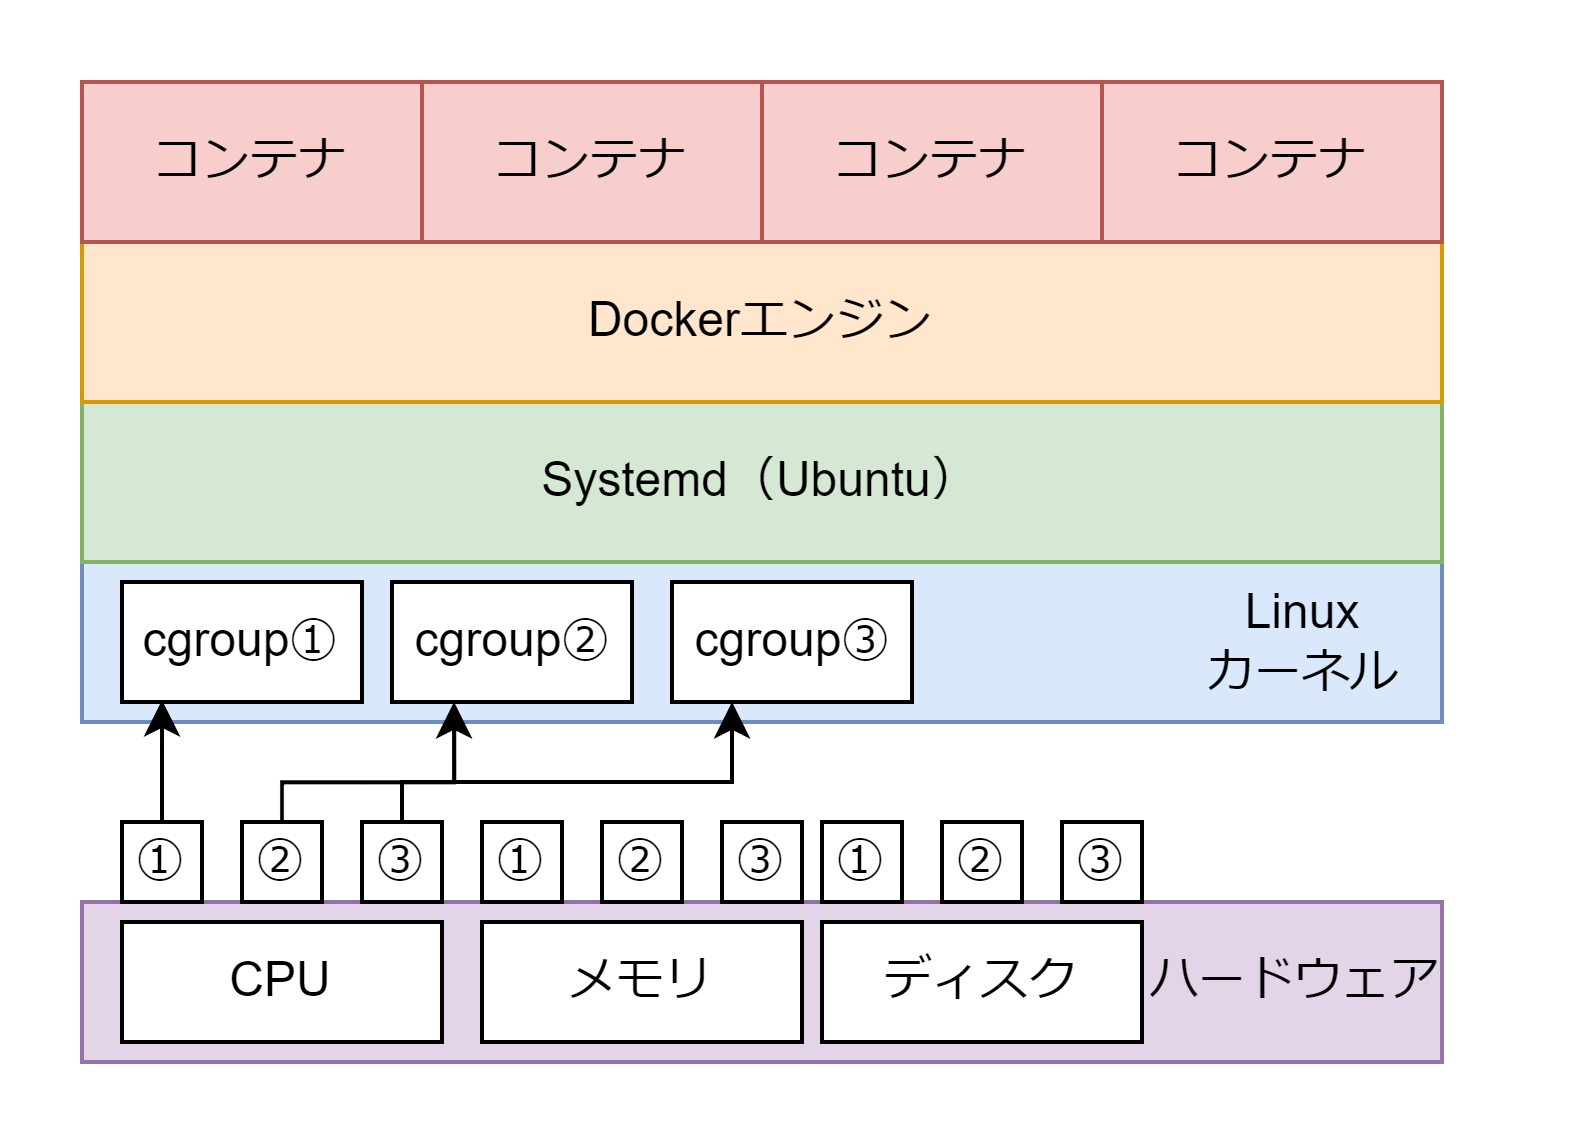 コンテナ
コンテナ
コンテナ
コンテナ
Dockerエンジン
Systemd（Ubuntu）
cgroup①
cgroup②
cgroup③
Linux
カーネル
①
②
③
①
②
③
①
②
③
CPU
メモリ
ディスク
ハードウェア